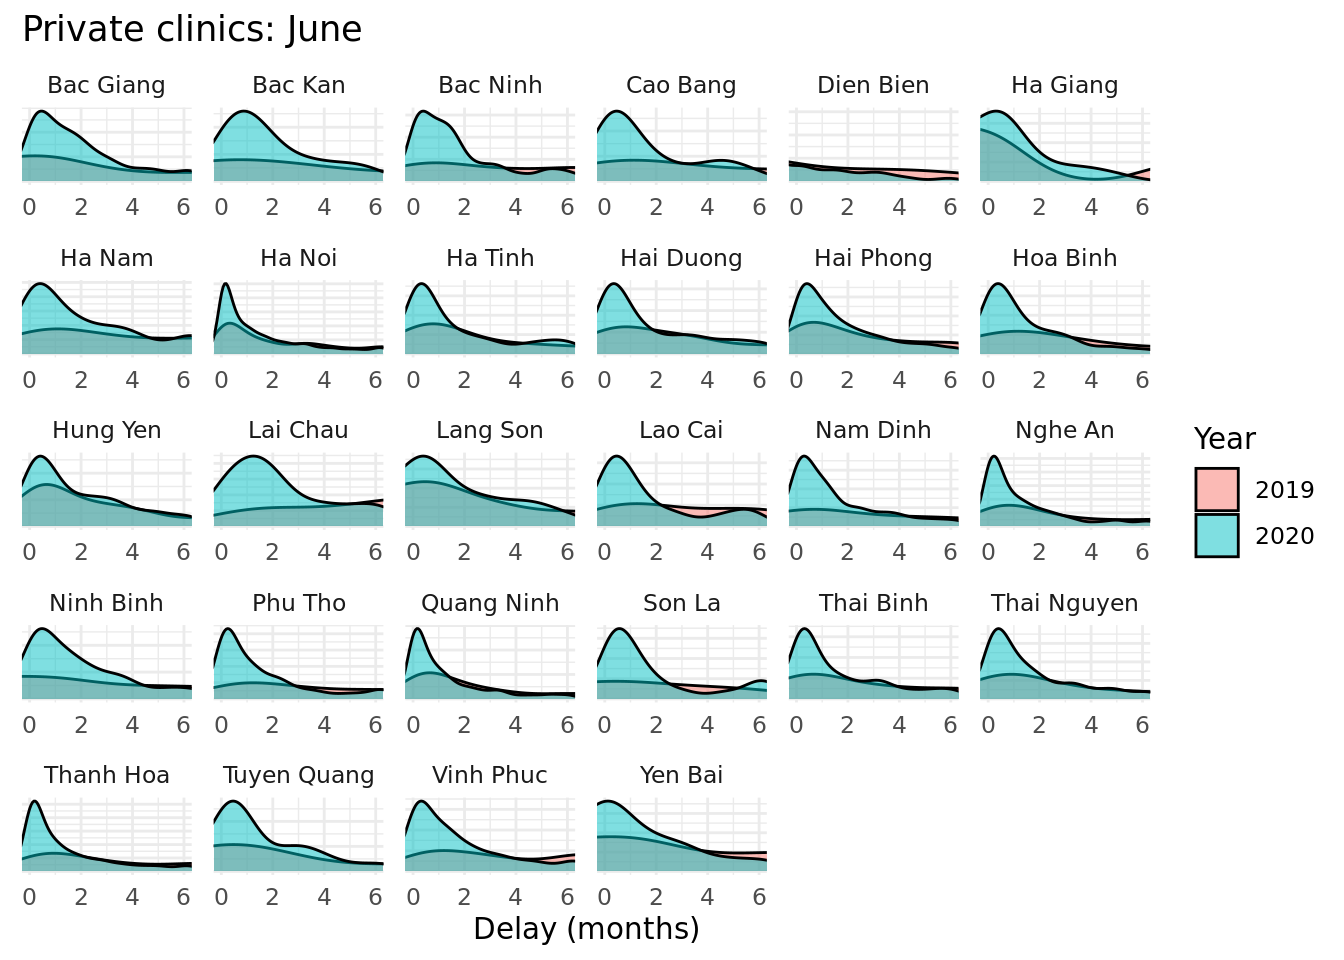 Private clinics: June
Bac Giang Bac Kan Bac Ninh Cao Bang Dien Bien Ha Giang
0 2 4 6 0 2 4 6 0 2 4 6 0 2 4 6 0 2 4 6 0 2 4 6
Ha Nam Ha Noi Ha Tinh Hai Duong Hai Phong Hoa Binh
0 2 4 6 0 2 4 6 0 2 4 6 0 2 4 6 0 2 4 6 0 2 4 6
Hung Yen Lai Chau Lang Son Lao Cai Nam Dinh Nghe An
0 2 4 6 0 2 4 6 0 2 4 6 0 2 4 6 0 2 4 6 0 2 4 6
Ninh Binh Phu Tho Quang Ninh Son La Thai Binh Thai Nguyen
0 2 4 6 0 2 4 6 0 2 4 6 0 2 4 6 0 2 4 6 0 2 4 6
Thanh Hoa Tuyen Quang Vinh Phuc Yen Bai
0 2 4 6 0 2 4 6 0 2 4 6 0 2 4 6
Delay (months)
Year
2019
2020